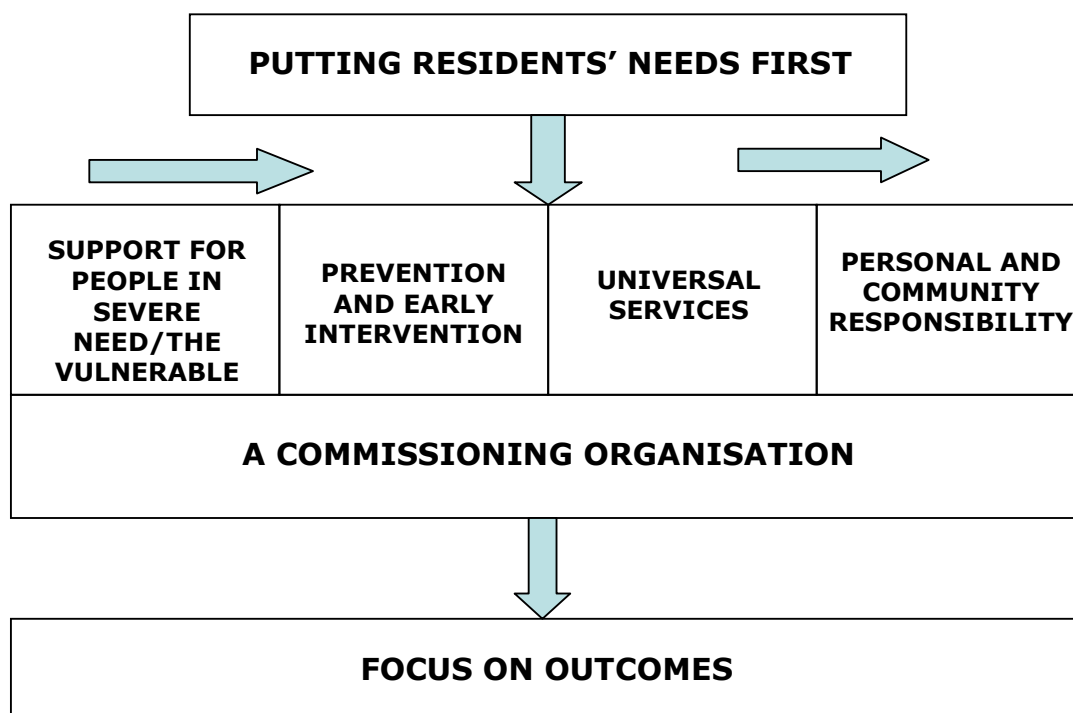 PUTTING RESIDENTS’ NEEDS FIRST
SUPPORT FOR
PEOPLE IN
SEVERE
NEED/THE
VULNERABLE
PREVENTION
AND EARLY
INTERVENTION
UNIVERSAL
SERVICES
PERSONAL AND
COMMUNITY
RESPONSIBILITY
A COMMISSIONING ORGANISATION
FOCUS ON OUTCOMES